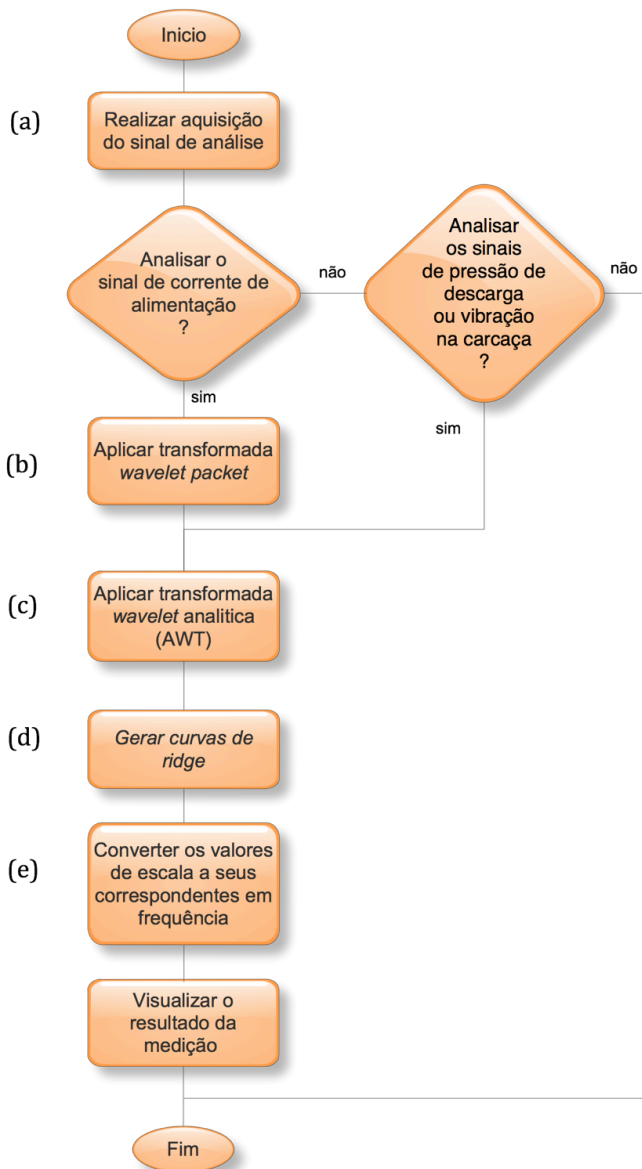 Inicio
(a)
Realizar aquisição
do sinal de análise
Analisar o
sinal de corrente de
alimentação
?
não
Analisar
os sinais
de pressão de
descarga
ou vibração
na carcaça
?
não
sim
sim
(b)
Aplicar transformada
wavelet packet
(c)
Aplicar transformada
wavelet analitica
(AWT)
(d)
Gerar curvas de
ridge
(e)
Converter os valores
de escala a seus
correspondentes em
frequência
Visualizar o
resultado da
medição
Fim